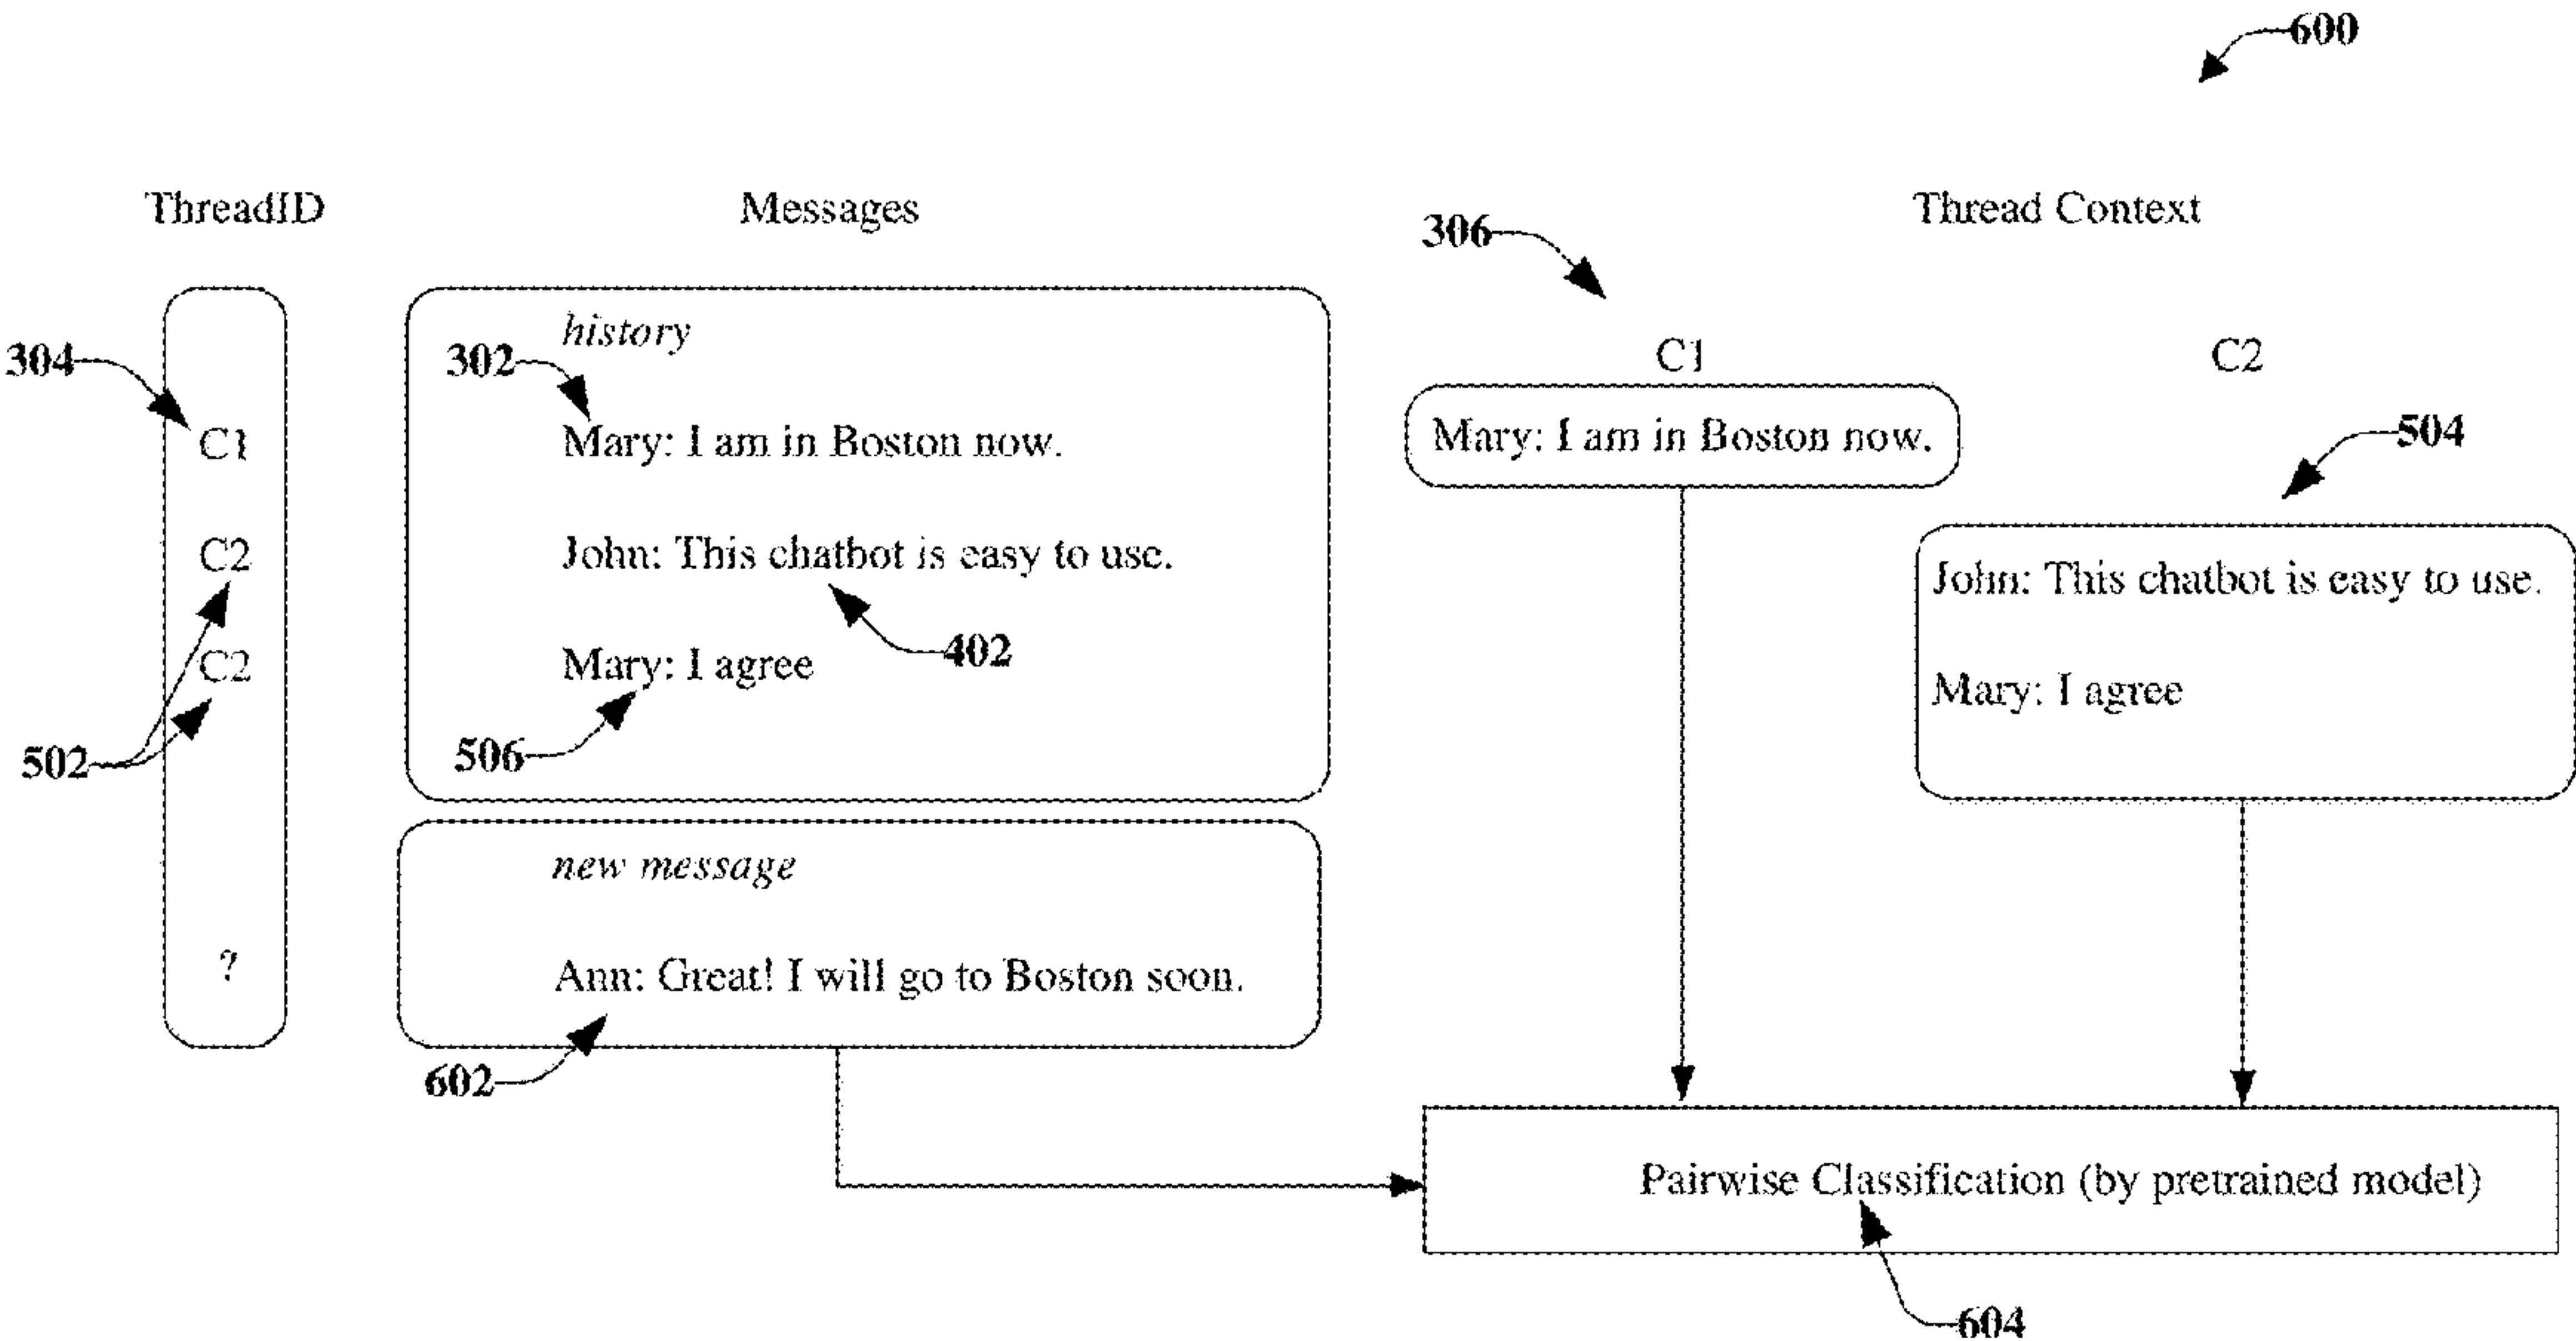 600
ThreadID
Messages
Thread Context
306
history
304
302
C1
C2
C1
Mary: I am in Boston now.
Mary: I am in Boston now.
504
C2
John: This chatbot is easy to use.
John: This chatbot is easy to use.
402
C2
Mary: I agree
Mary: I agree
502
506
new message
?
Ann: Great! I will go to Boston soon.
602
Pairwise Classification (by pretrained model)
604